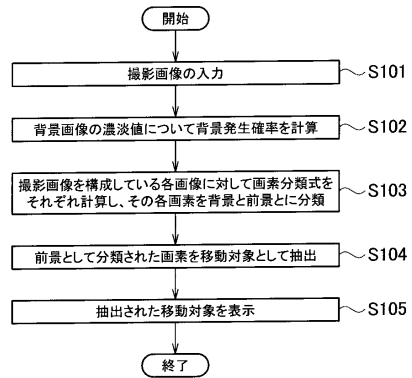 開始
撮影画像の入力
S101
背景画像の濃淡値について背景発生確率を計算
S102
撮影画像を構成している各画像に対して画素分類式を
それぞれ計算し、その各画素を背景と前景とに分類
S103
前景として分類された画素を移動対象として抽出
S104
抽出された移動対象を表示
S105
終了